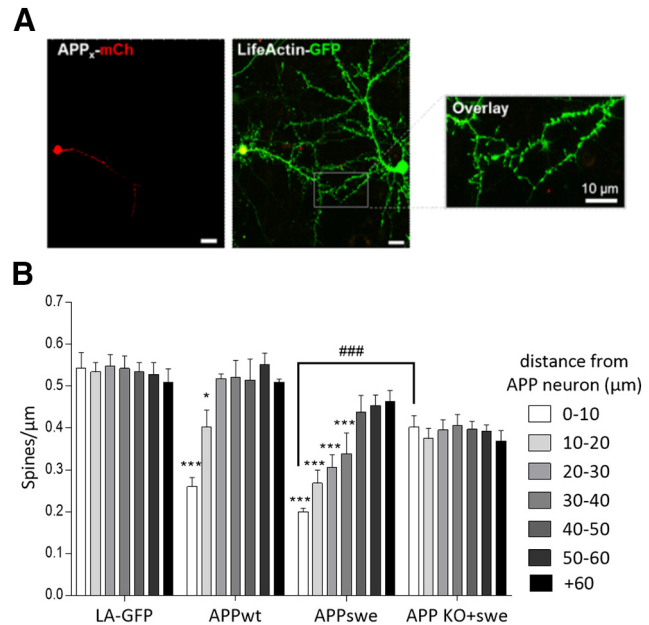 A
APPx-mCh
LifeActin-GFP
Overlay
10 µm
B
0.7
0.6
0.5
0.4
0.3
0.2
0.1
0.0
Spines/µm
***
*
***
***
***
***
###
LA-GFP
APPwt
APPswe
APP KO+swe
distance from
APP neuron (µm)
0-10
10-20
20-30
30-40
40-50
50-60
+60